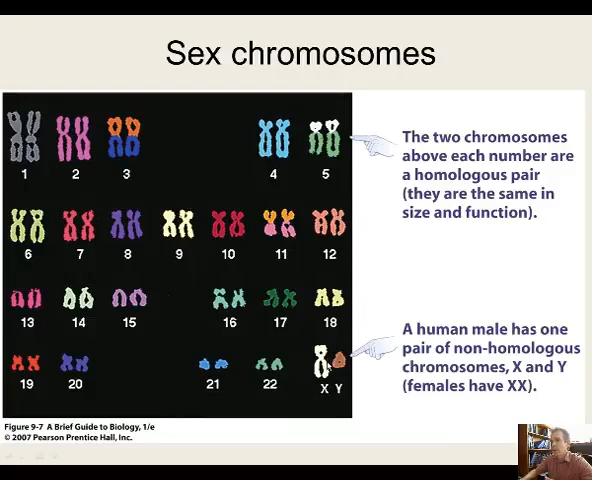 Sex chromosomes
1 2 3 4 5
The two chromosomes
above each number are
a homologous pair
(they are the same in
size and function).
6 7 8 9 10 11 12
13 14 15 16 17 18
A human male has one
pair of non-homologous
chromosomes, X and Y
(females have XX).
19 20 21 22 X Y
Figure 9-7 A Brief Guide to Biology, 1/e
© 2007 Pearson Prentice Hall, Inc.